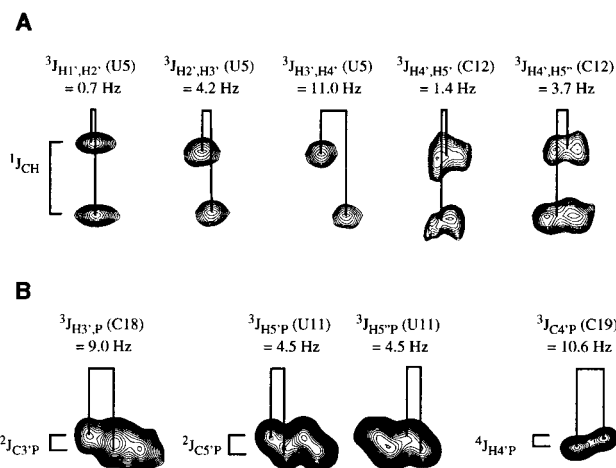 A
³J_H1',H2' (U5) ³J_H2',H3' (U5) ³J_H3',H4' (U5) ³J_H4',H5' (C12) ³J_H4',H5" (C12)
= 0.7 Hz = 4.2 Hz = 11.0 Hz = 1.4 Hz = 3.7 Hz
¹J_CH
B
³J_H3',P (C18) ³J_H5'P (U11) ³J_H5"P (U11) ³J_C4'P (C19)
= 9.0 Hz = 4.5 Hz = 4.5 Hz = 10.6 Hz
²J_C3'P ²J_C5'P ⁴J_H4'P